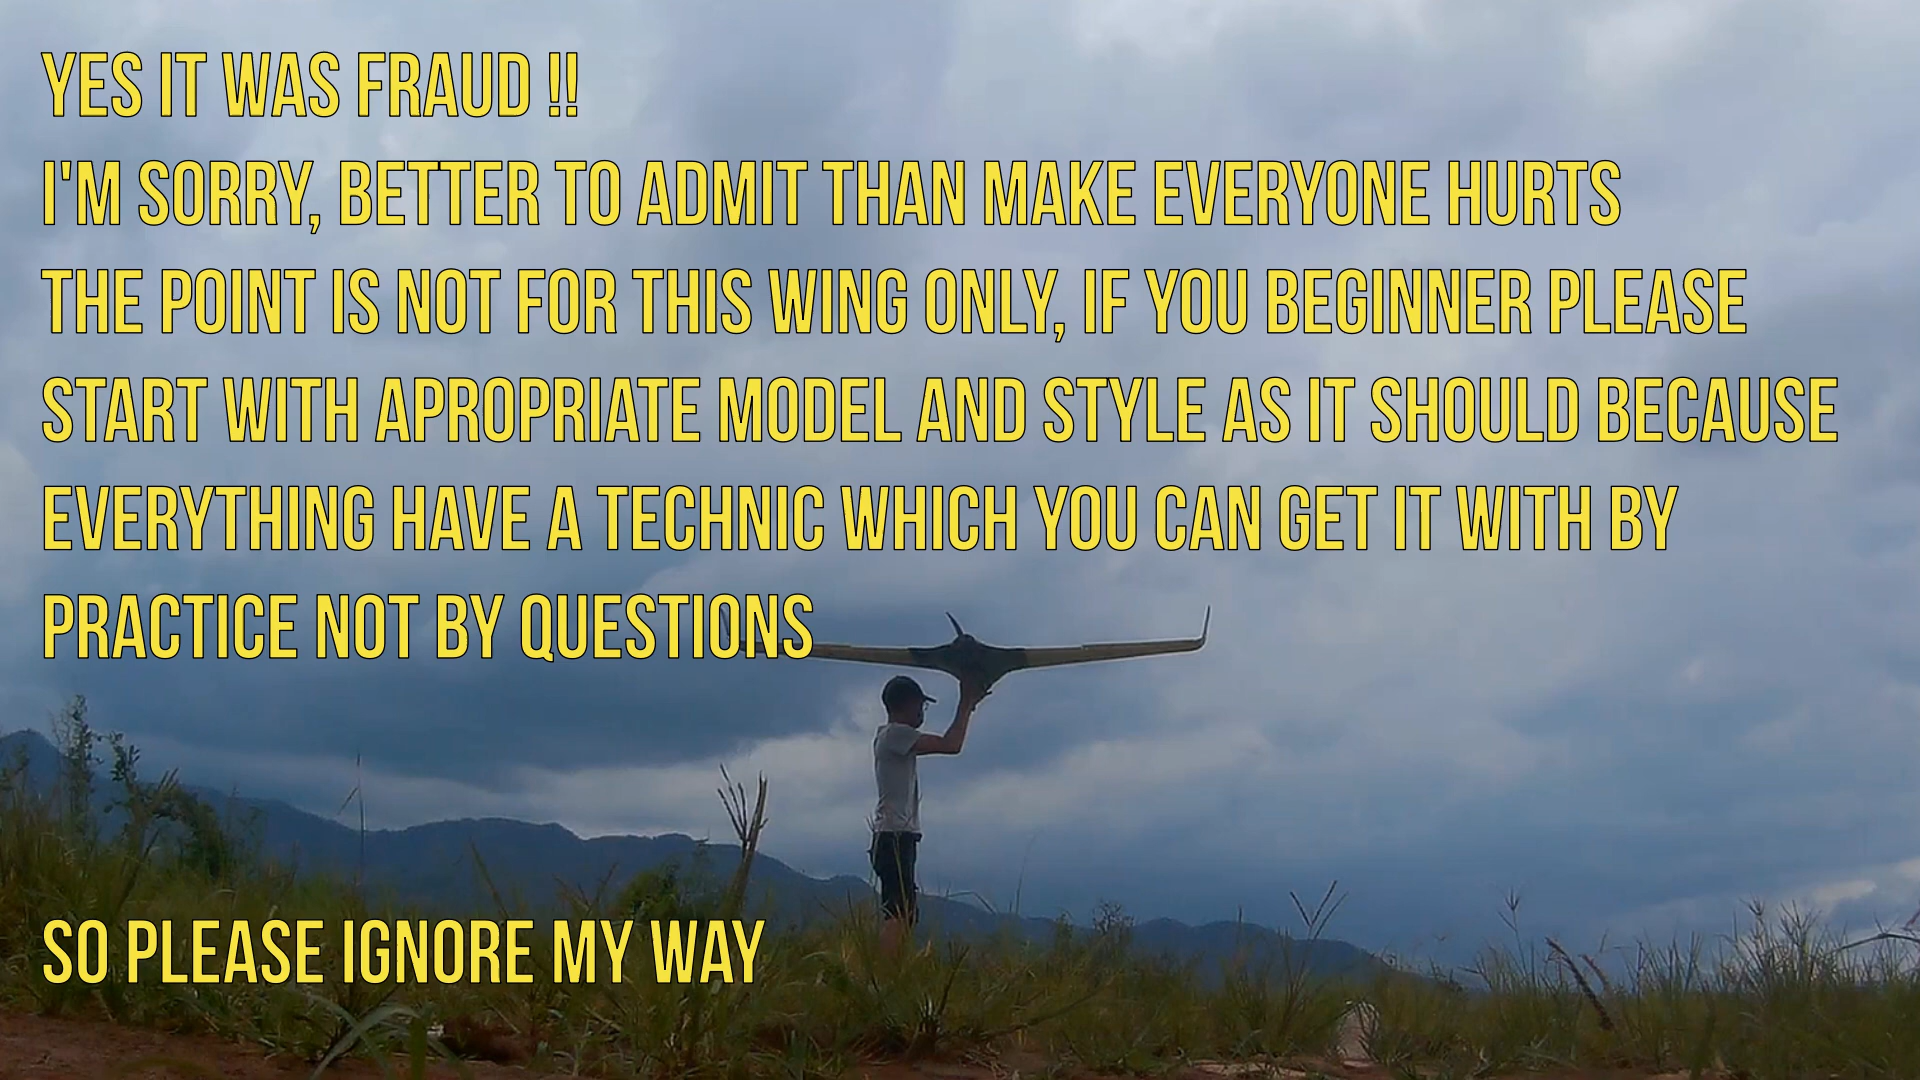 YES IT WAS FRAUD !!
I'M SORRY, BETTER TO ADMIT THAN MAKE EVERYONE HURTS
THE POINT IS NOT FOR THIS WING ONLY, IF YOU BEGINNER PLEASE
START WITH APROPRIATE MODEL AND STYLE AS IT SHOULD BECAUSE
EVERYTHING HAVE A TECHNIC WHICH YOU CAN GET IT WITH BY
PRACTICE NOT BY QUESTIONS
SO PLEASE IGNORE MY WAY